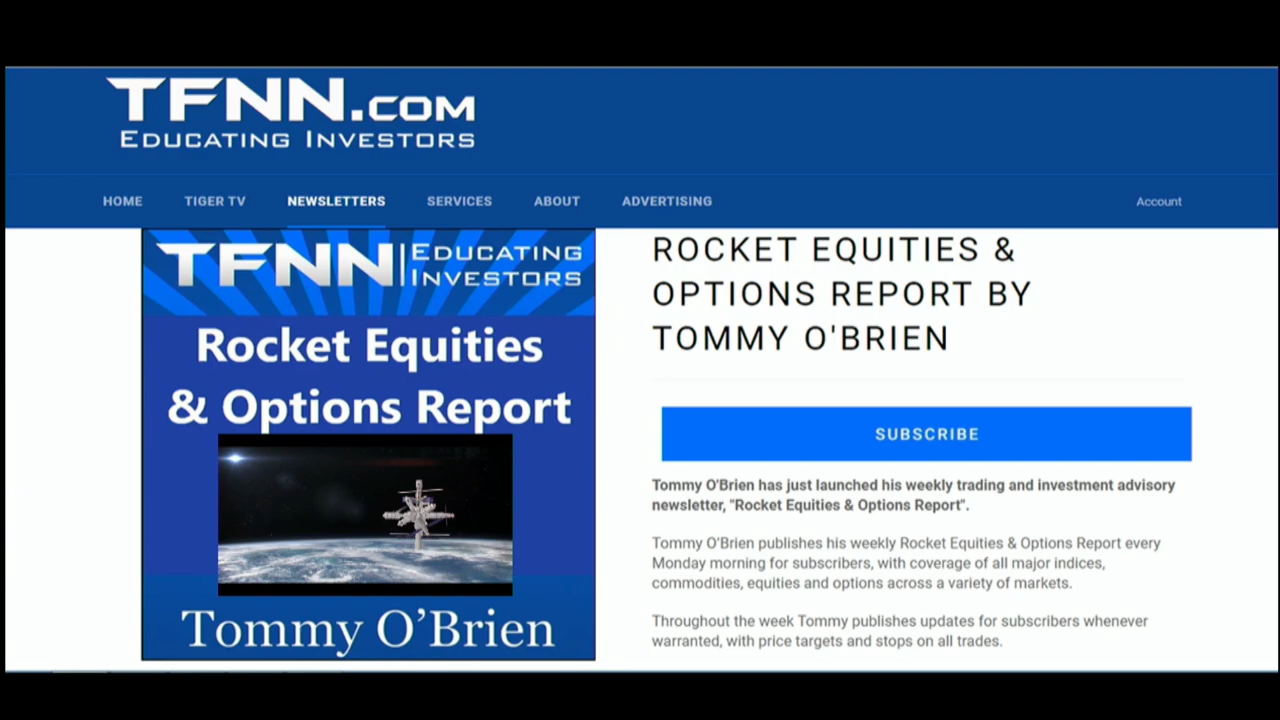 TFNN.COM
EDUCATING INVESTORS
HOME TIGER TV NEWSLETTERS SERVICES ABOUT ADVERTISING Account
TFNN EDUCATING
INVESTORS
Rocket Equities
& Options Report
Tommy O’Brien
ROCKET EQUITIES &
OPTIONS REPORT BY
TOMMY O'BRIEN
SUBSCRIBE
Tommy O'Brien has just launched his weekly trading and investment advisory
newsletter, "Rocket Equities & Options Report".
Tommy O’Brien publishes his weekly Rocket Equities & Options Report every
Monday morning for subscribers, with coverage of all major indices,
commodities, equities and options across a variety of markets.
Throughout the week Tommy publishes updates for subscribers whenever
warranted, with price targets and stops on all trades.